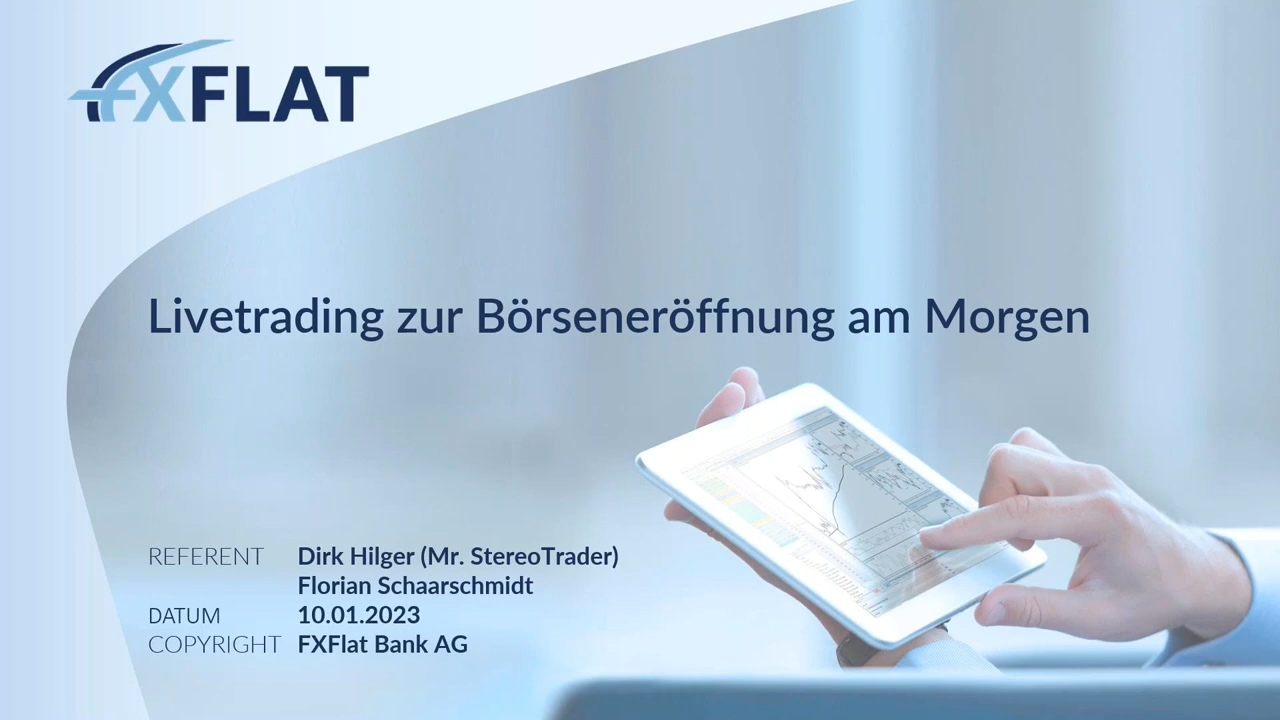 FXFLAT
Livetrading zur Börseneröffnung am Morgen
REFERENT Dirk Hilger (Mr. StereoTrader)
Florian Schaarschmidt
DATUM 10.01.2023
COPYRIGHT FXFlat Bank AG